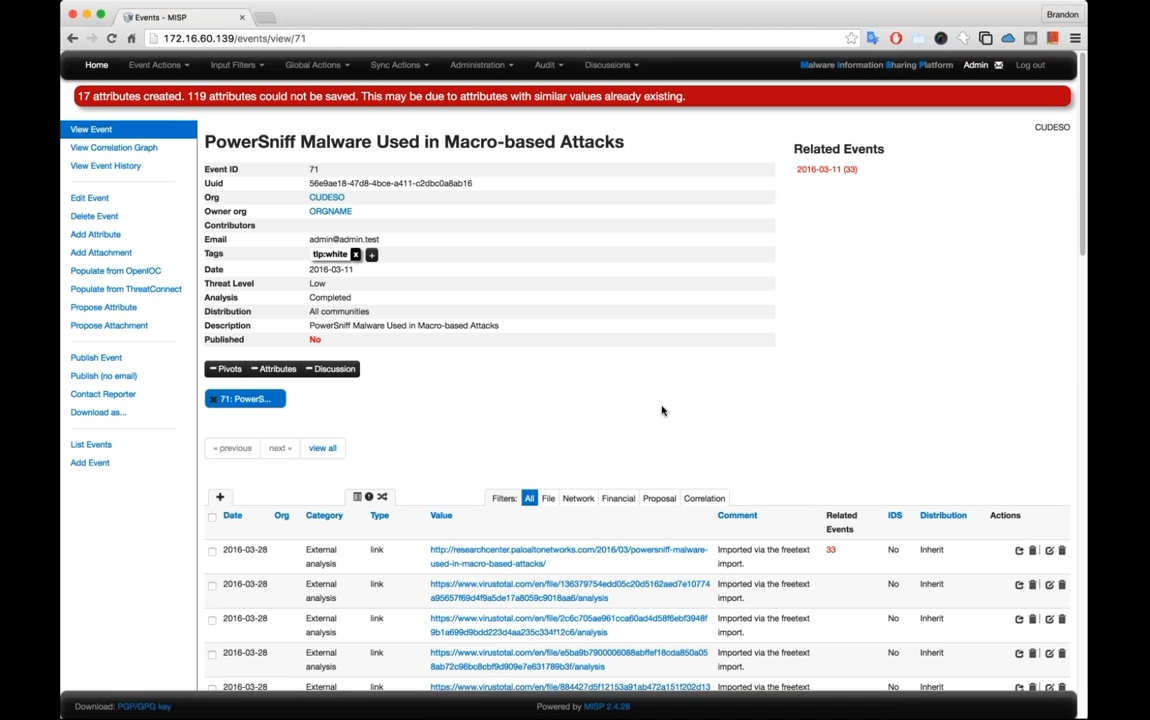 Events - MISP
Brandon
172.16.60.139/events/view/71
Home Event Actions Input Filters Global Actions Sync Actions Administration Audit Discussions Malware Information Sharing Platform Admin Log out
17 attributes created. 119 attributes could not be saved. This may be due to attributes with similar values already existing.
View Event
View Correlation Graph
View Event History
Edit Event
Delete Event
Add Attribute
Add Attachment
Populate from OpenIOC
Populate from ThreatConnect
Propose Attribute
Propose Attachment
Publish Event
Publish (no email)
Contact Reporter
Download as...
List Events
Add Event
CUDESO
PowerSniff Malware Used in Macro-based Attacks
Related Events
2016-03-11 (33)
Event ID 71
Uuid 56e9ae18-47d8-4bce-a411-c2dbc0a8ab16
Org CUDESO
Owner org ORGNAME
Contributors
Email admin@admin.test
Tags tlp:white x +
Date 2016-03-11
Threat Level Low
Analysis Completed
Distribution All communities
Description PowerSniff Malware Used in Macro-based Attacks
Published No
Pivots Attributes Discussion
71: PowerS...
« previous next » view all
Filters: All File Network Financial Proposal Correlation
Date Org Category Type Value Comment Related Events IDS Distribution Actions
2016-03-28 External analysis link http://researchcenter.paloaltonetworks.com/2016/03/powersniff-malware-used-in-macro-based-attacks/ Imported via the freetext import. 33 No Inherit
2016-03-28 External analysis link https://www.virustotal.com/en/file/136379754edd05c20d5162aed7e10774a95657f69d4f9a5de17a8059c9018aa6/analysis Imported via the freetext import. No Inherit
2016-03-28 External analysis link https://www.virustotal.com/en/file/2c6c705ae961cca60ad4d58f6ebf3948f9b1a699d9bdd223d4aa235c334f12c6/analysis Imported via the freetext import. No Inherit
2016-03-28 External analysis link https://www.virustotal.com/en/file/e5ba9b7900006088abffef18cda850a058ab72c96bc8cbf9d909e7e631789b3f/analysis Imported via the freetext import. No Inherit
2016-03-28 External link https://www.virustotal.com/en/file/884427d5f12153a91ab472a151f202d13 Imported via the freetext No Inherit
Download: PGP/GPG key
Powered by MISP 2.4.28